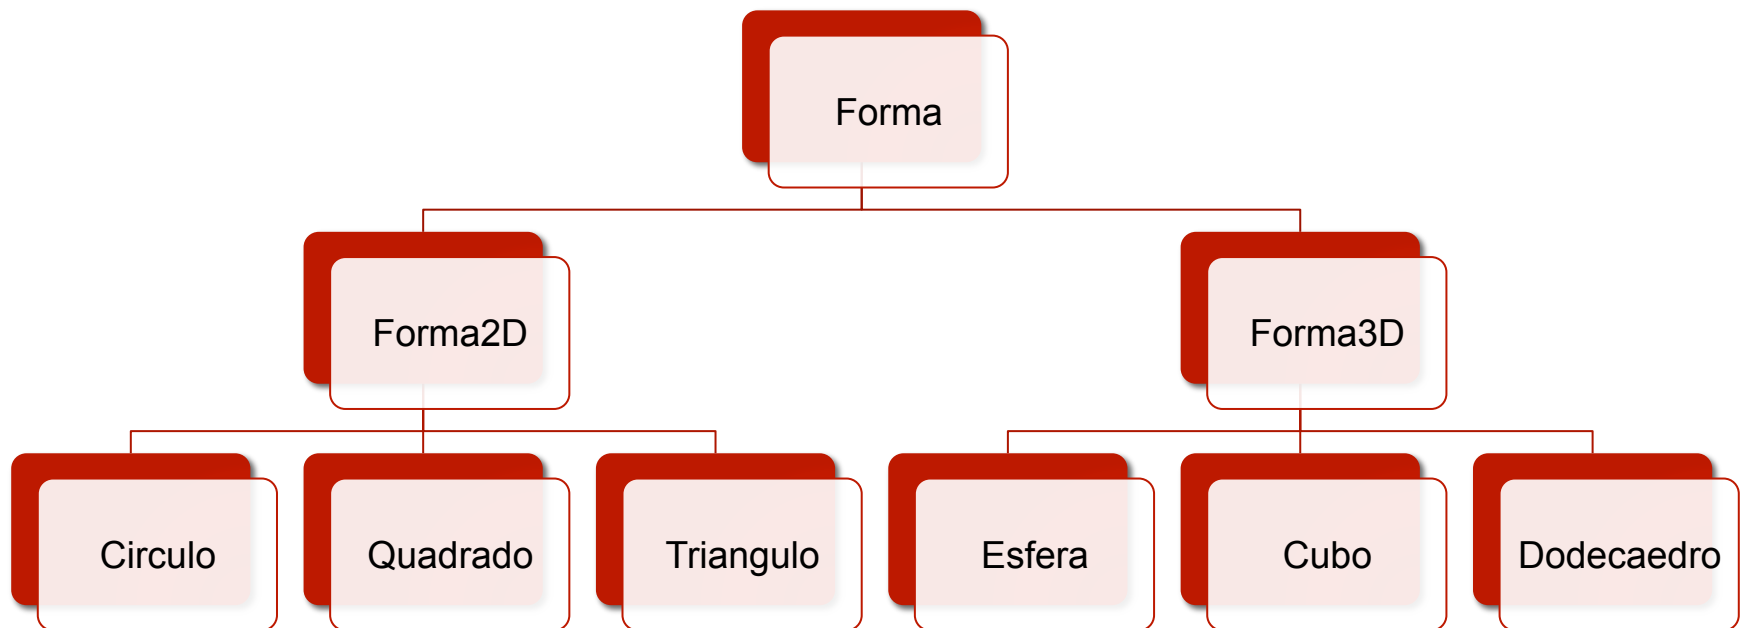 Forma
Forma2D
Forma3D
Circulo
Quadrado
Triangulo
Esfera
Cubo
Dodecaedro